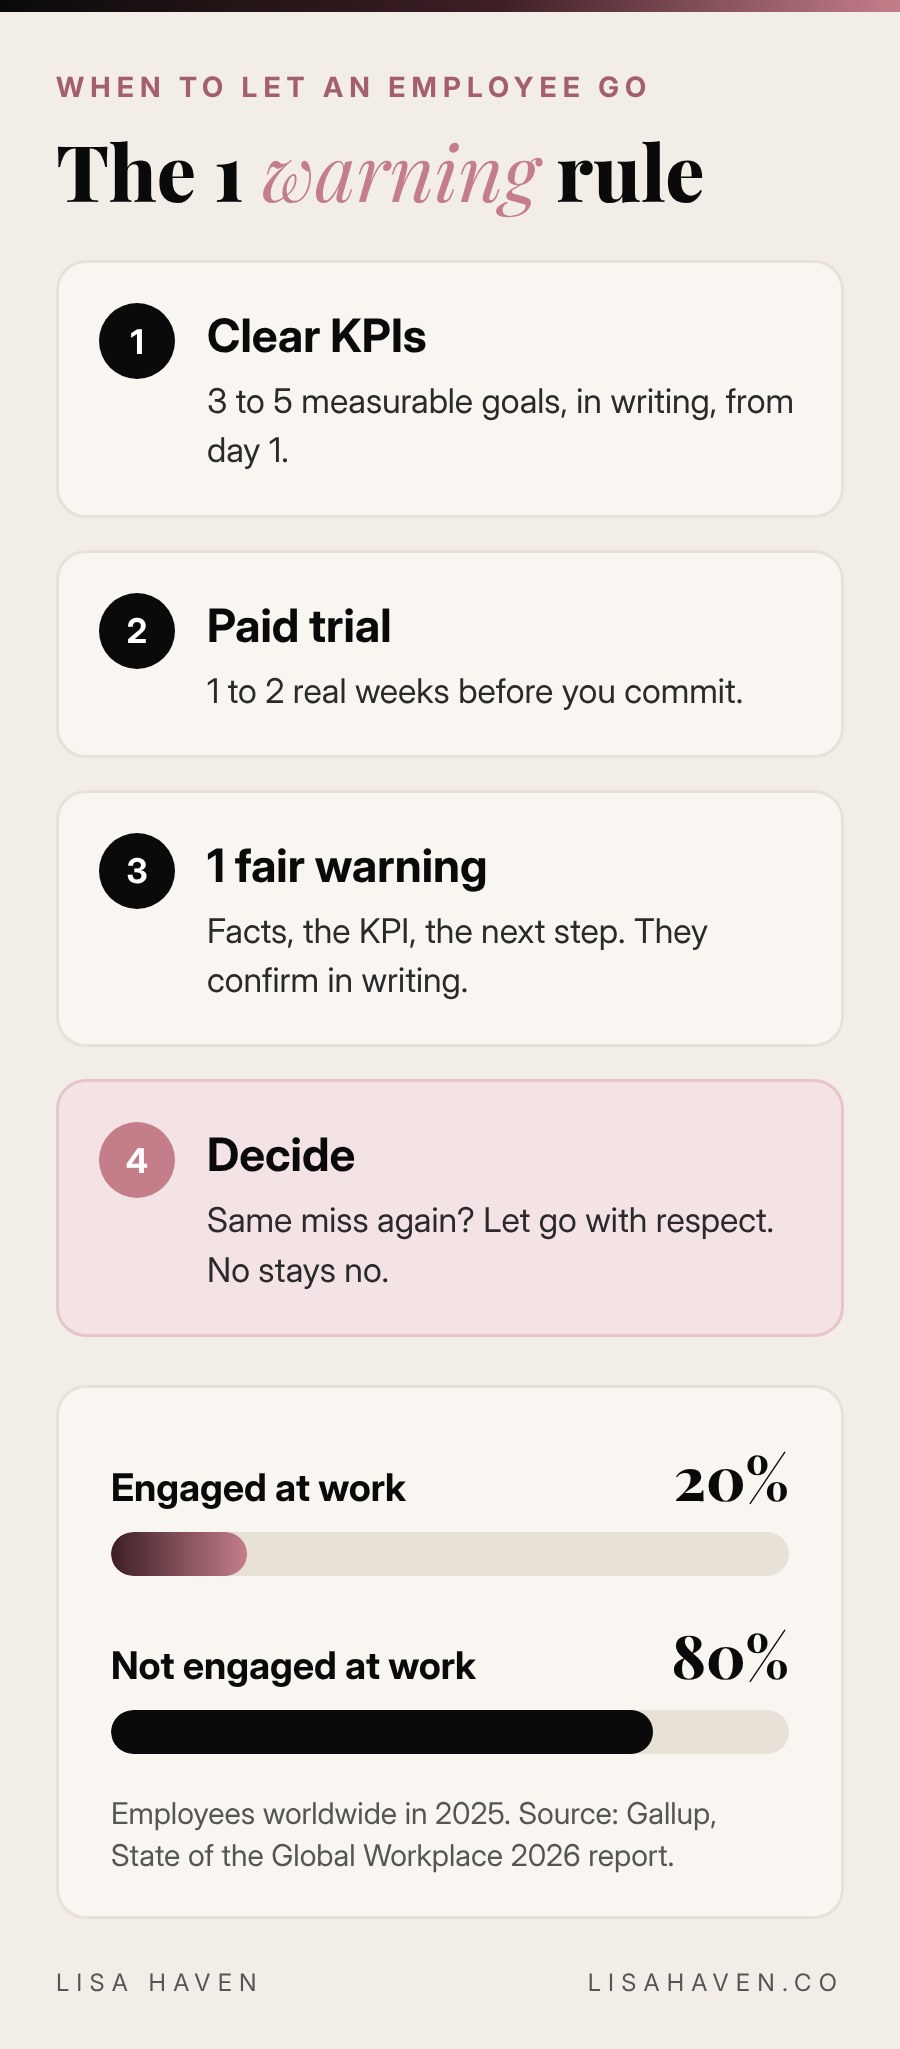 WHEN TO LET AN EMPLOYEE GO
The 1 warning rule
1
Clear KPIs
3 to 5 measurable goals, in writing, from
day 1.
2
Paid trial
1 to 2 real weeks before you commit.
3
1 fair warning
Facts, the KPI, the next step. They
confirm in writing.
4
Decide
Same miss again? Let go with respect.
No stays no.
Engaged at work 20%
Not engaged at work 80%
Employees worldwide in 2025. Source: Gallup,
State of the Global Workplace 2026 report.
LISA HAVEN LISAHAVEN.CO